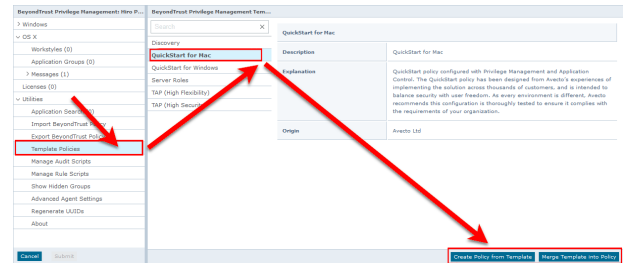 BeyondTrust Privilege Management: Hiro P...
> Windows
OS X
Workstyles (0)
Application Groups (0)
> Messages (1)
Licenses (0)
Utilities
Application Search (0)
Import BeyondTrust Policy
Export BeyondTrust Policy
Template Policies
Manage Audit Scripts
Manage Rule Scripts
Show Hidden Groups
Advanced Agent Settings
Regenerate UUIDs
About
Cancel
Submit
BeyondTrust Privilege Management Tem...
Search
Discovery
QuickStart for Mac
QuickStart for Windows
Server Roles
TAP (High Flexibility)
TAP (High Security)
QuickStart for Mac
Description
QuickStart for Mac
Explanation
QuickStart policy configured with Privilege Management and Application
Control. The QuickStart policy has been designed from Avecto's experiences of
implementing the solution across thousands of customers, and is intended to
balance security with user freedom. As every environment is different, Avecto
recommends this configuration is thoroughly tested to ensure it complies with
the requirements of your organization.
Origin
Avecto Ltd
Create Policy from Template
Merge Template into Policy